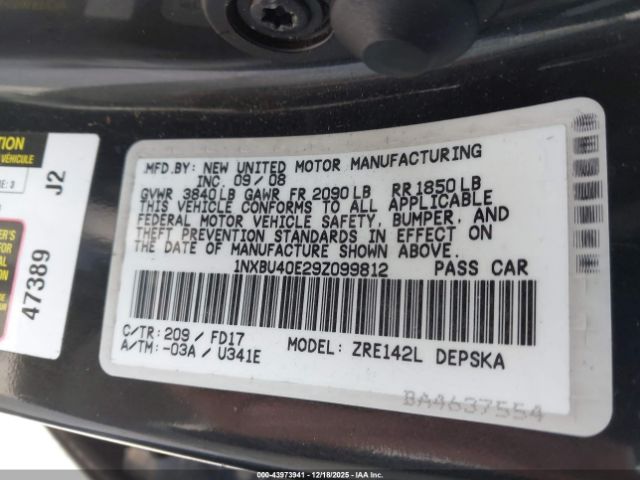 TION
VÉHICULE
E: 3
J2
47389
MFD.BY: NEW UNITED MOTOR MANUFACTURING
INC. 09/08
GVWR 3840LB GAWR FR 2090LB RR 1850LB
THIS VEHICLE CONFORMS TO ALL APPLICABLE
FEDERAL MOTOR VEHICLE SAFETY, BUMPER, AND
THEFT PREVENTION STANDARDS IN EFFECT ON
THE DATE OF MANUFACTURE SHOWN ABOVE.
1NXBU40E29Z099812 PASS CAR
C/TR: 209 / FD17
A/TM: -03A / U341E MODEL: ZRE142L DEPSKA
BA4637554
000-43973941 - 12/18/2025 - IAA Inc.